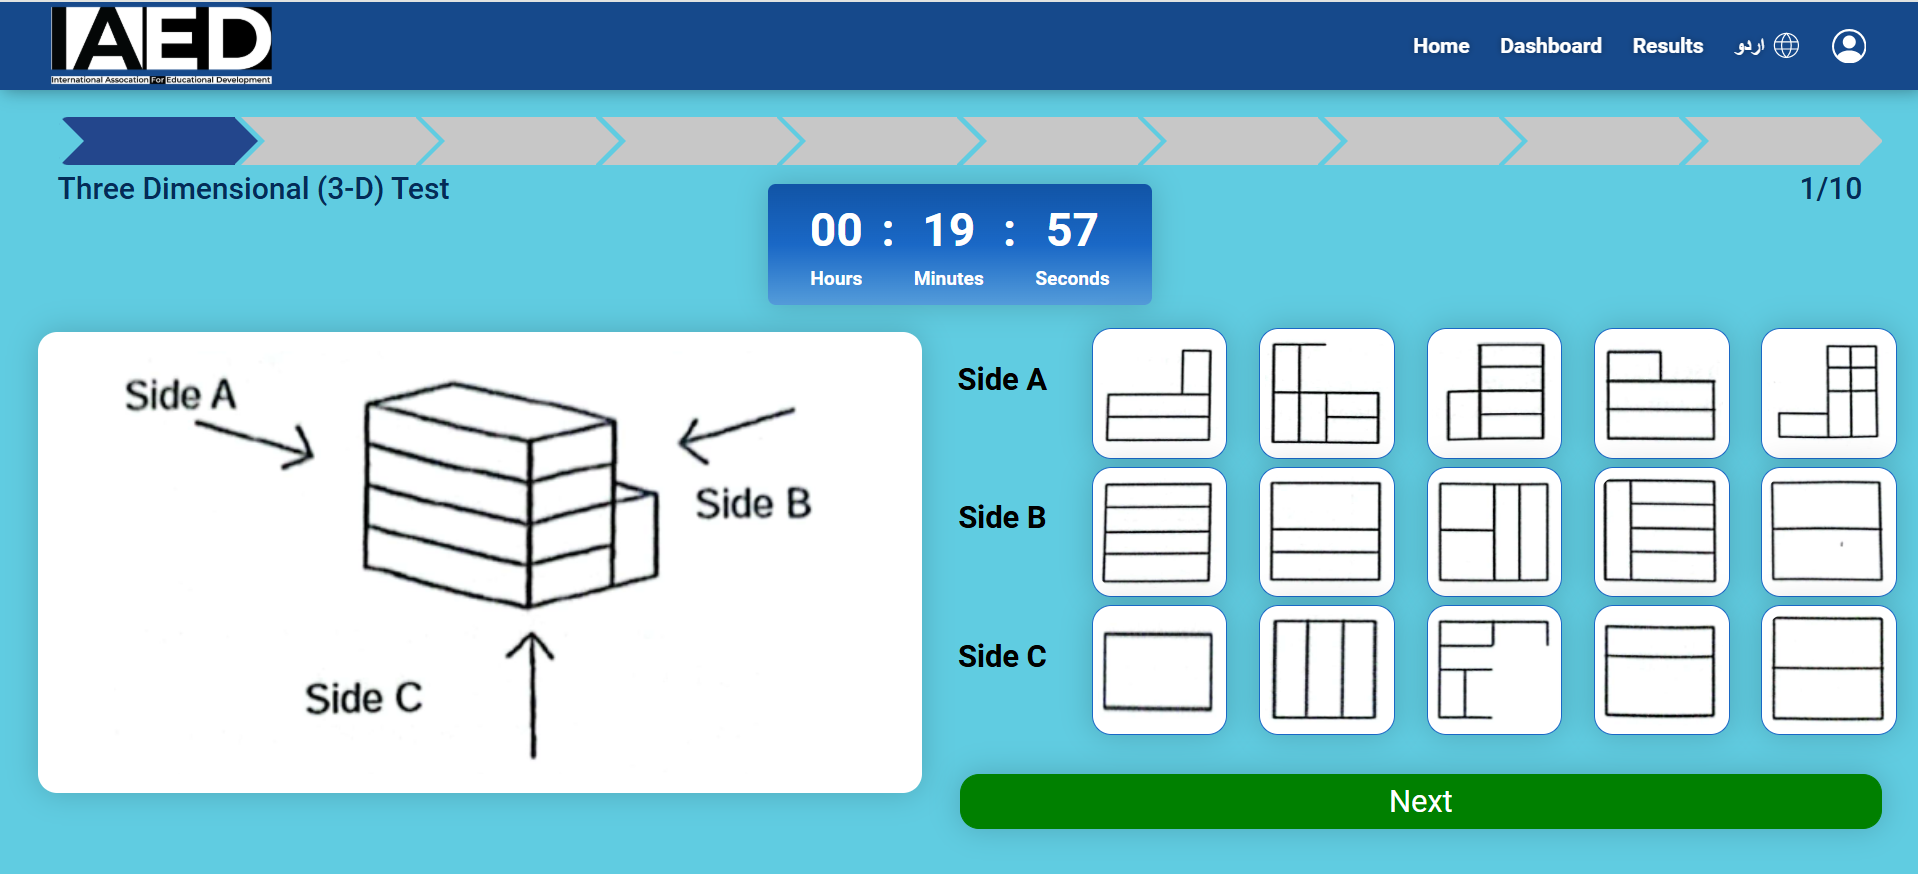 IAED
International Assocation For Educational Development
Home Dashboard Results اردو
Three Dimensional (3-D) Test
1/10
00 : 19 : 57
Hours Minutes Seconds
Side A
Side B
Side C
Side A
Side B
Side C
Next